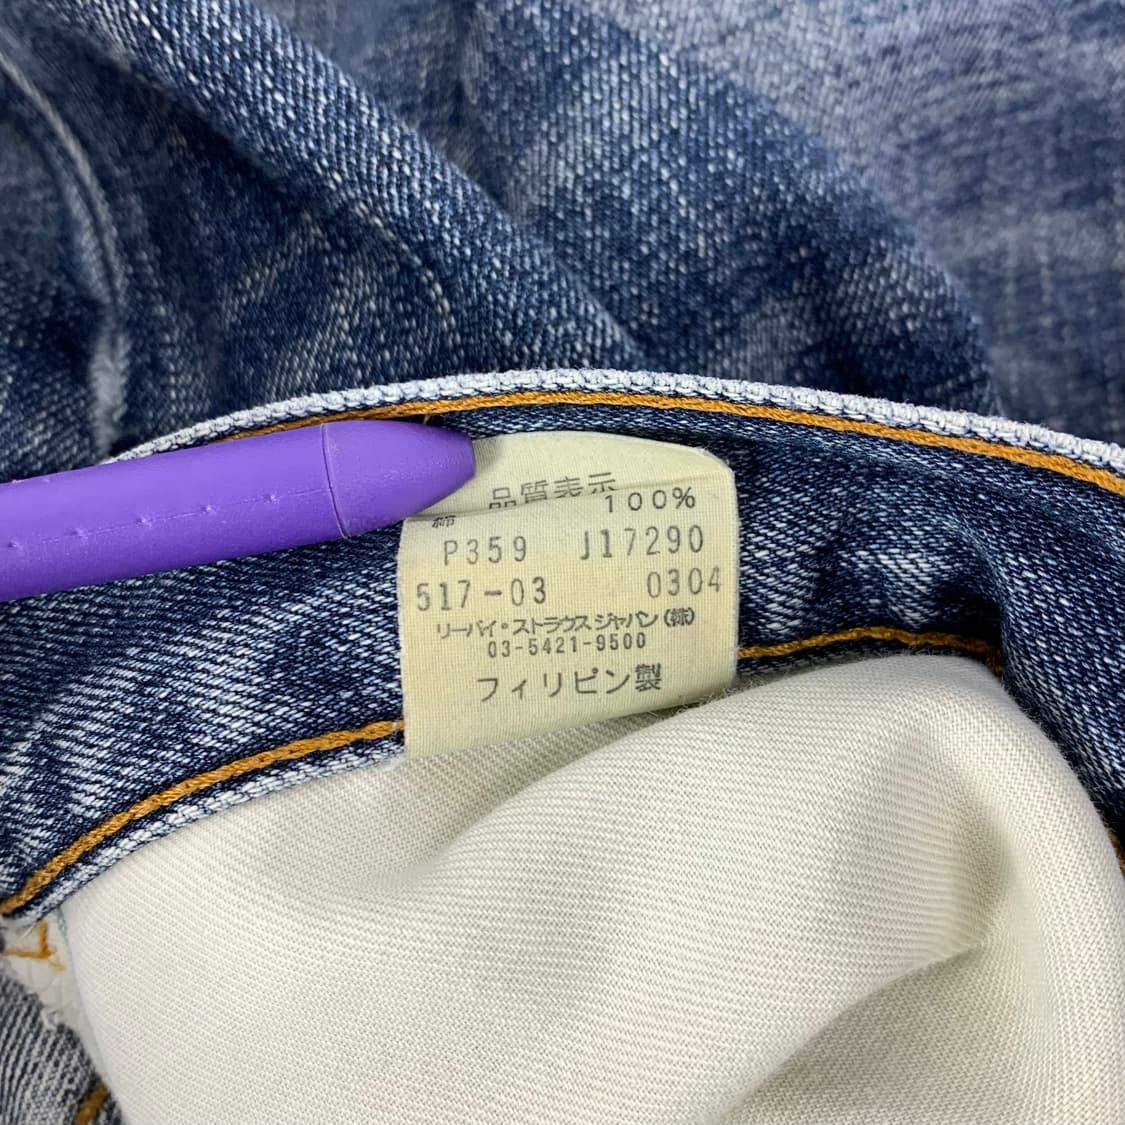 品質表示
綿 100%
P359 J17290
517-03 0304
リーバイ・ストラウスジャパン(株)
03-5421-9500
フィリピン製